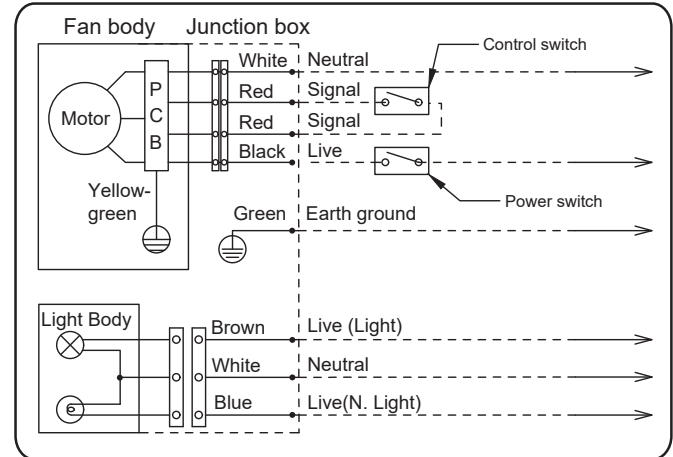 Fan body Junction box
Control switch
White Neutral
Red Signal
P
C
B
Motor
Red Signal
Black Live
Yellow-
green
Power switch
Green Earth ground
Light Body
Brown Live (Light)
White Neutral
Blue Live(N. Light)